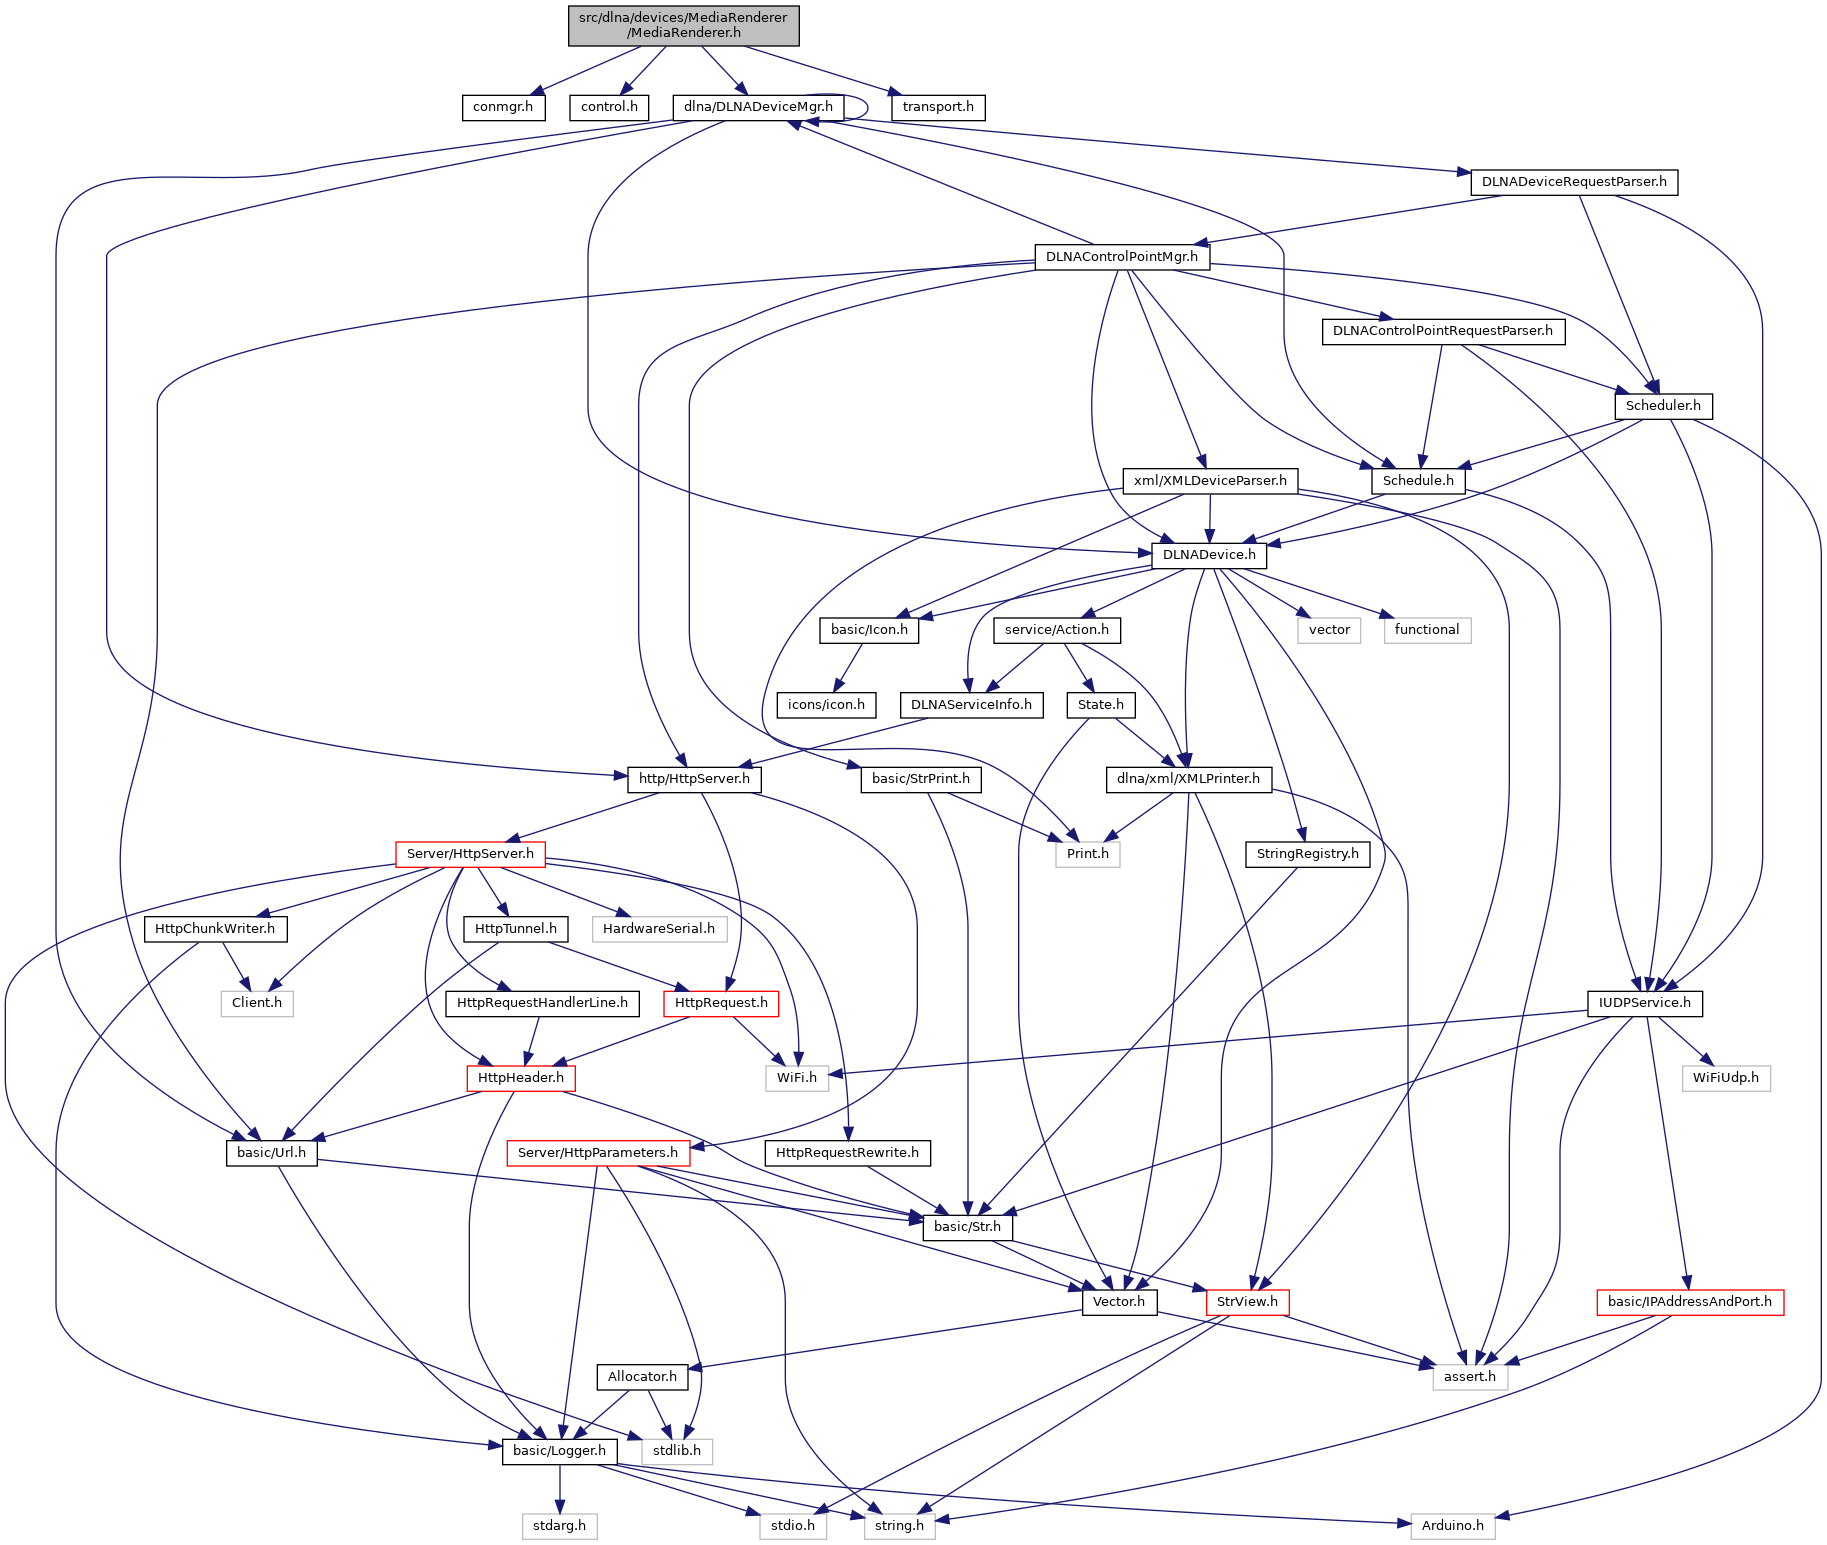 src/dlna/devices/MediaRenderer
/MediaRenderer.h
conmgr.h
control.h
dlna/DLNADeviceMgr.h
transport.h
DLNADeviceRequestParser.h
DLNAControlPointMgr.h
DLNAControlPointRequestParser.h
Scheduler.h
xml/XMLDeviceParser.h
Schedule.h
DLNADevice.h
basic/Icon.h
service/Action.h
vector
functional
icons/icon.h
DLNAServiceInfo.h
State.h
http/HttpServer.h
basic/StrPrint.h
dlna/xml/XMLPrinter.h
Server/HttpServer.h
Print.h
StringRegistry.h
HttpChunkWriter.h
HttpTunnel.h
HardwareSerial.h
Client.h
HttpRequestHandlerLine.h
HttpRequest.h
IUDPService.h
HttpHeader.h
WiFi.h
WiFiUdp.h
basic/Url.h
Server/HttpParameters.h
HttpRequestRewrite.h
basic/Str.h
Vector.h
StrView.h
basic/IPAddressAndPort.h
Allocator.h
assert.h
basic/Logger.h
stdlib.h
stdarg.h
stdio.h
string.h
Arduino.h